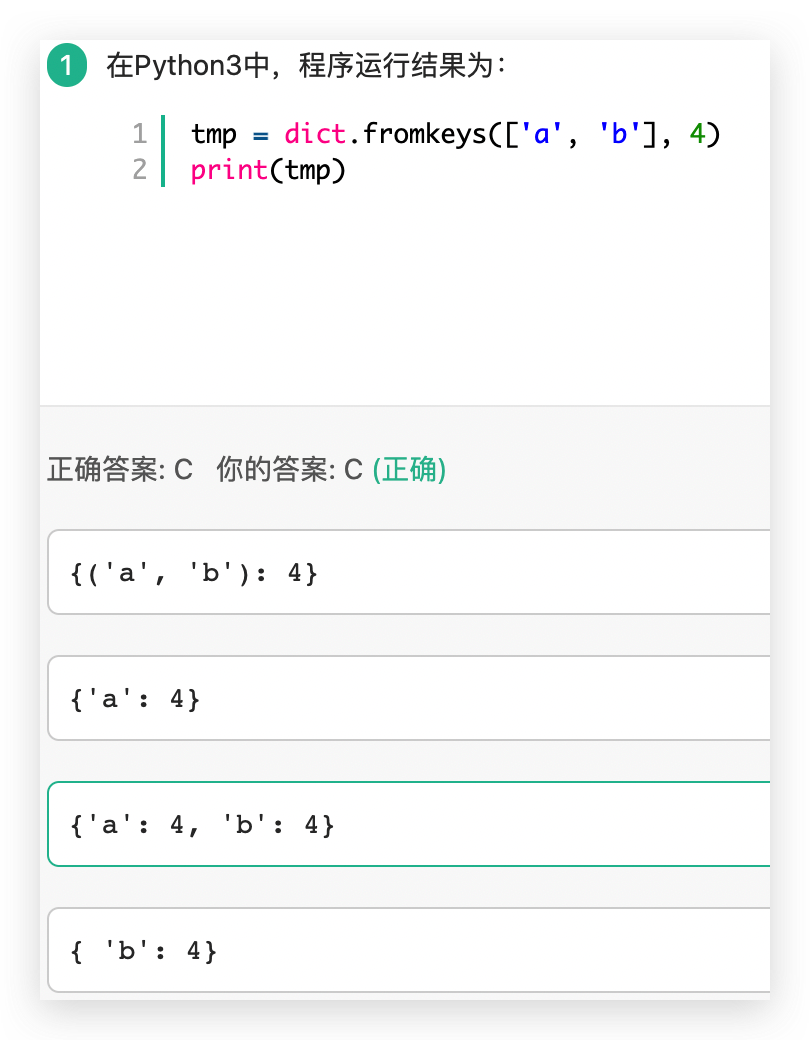 1 在Python3中，程序运行结果为：
1 tmp = dict.fromkeys(['a', 'b'], 4)
2 print(tmp)
正确答案: C 你的答案: C (正确)
{('a', 'b'): 4}
{'a': 4}
{'a': 4, 'b': 4}
{ 'b': 4}